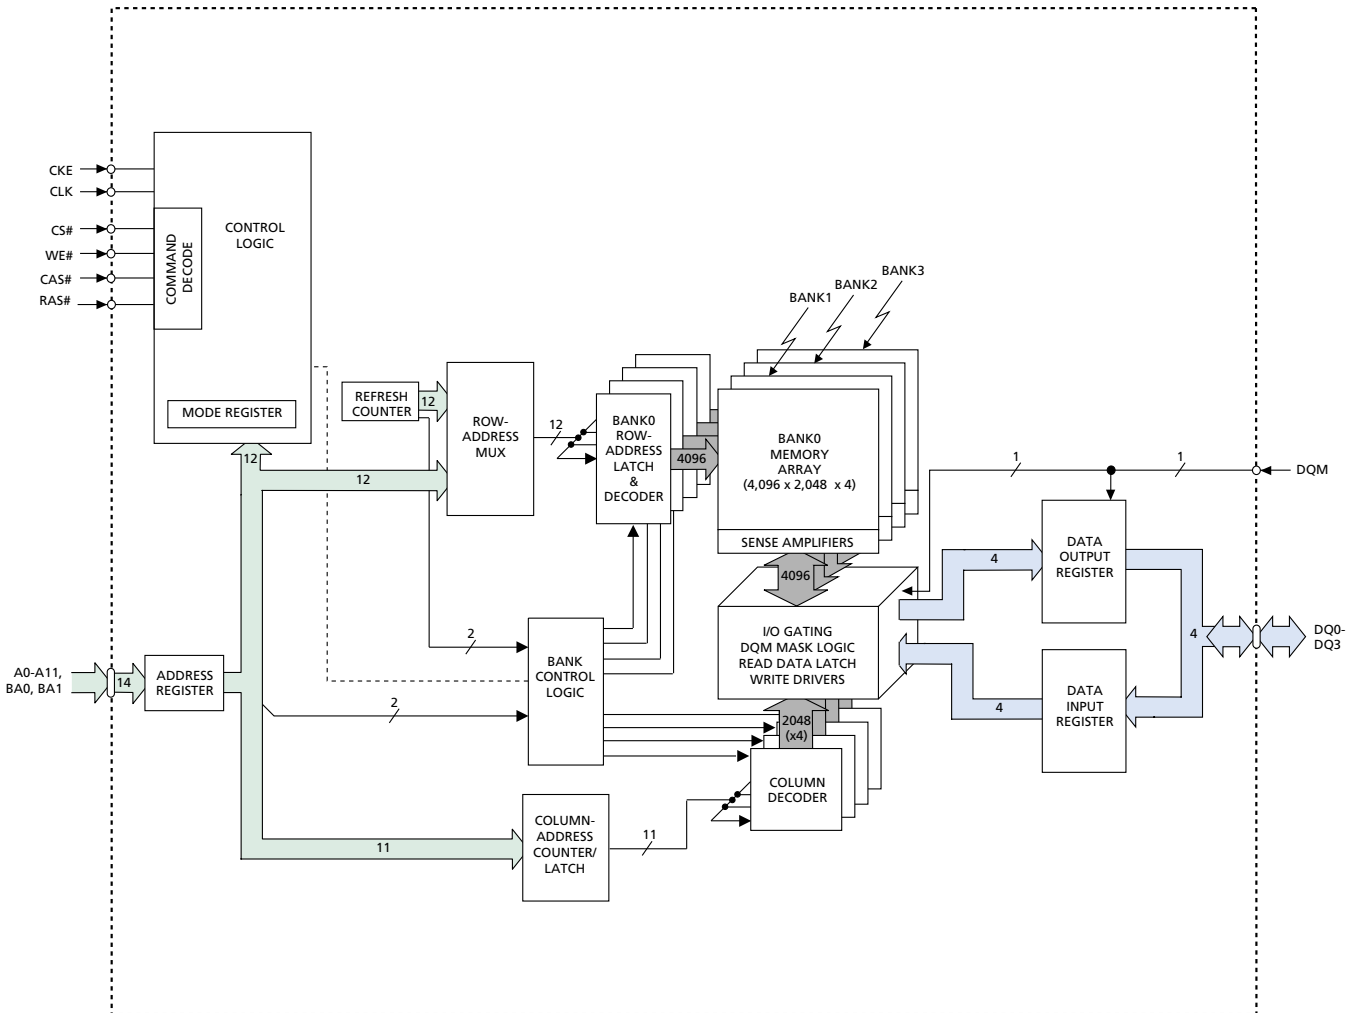 CKE
CLK
CS#
WE#
CAS#
RAS#
COMMAND
DECODE
CONTROL
LOGIC
MODE REGISTER
12
REFRESH
COUNTER
12
12
ROW-
ADDRESS
MUX
12
BANK0
ROW-
ADDRESS
LATCH
&
DECODER
4096
BANK1
BANK2
BANK3
BANK0
MEMORY
ARRAY
(4,096 x 2,048 x 4)
SENSE AMPLIFIERS
4096
I/O GATING
DQM MASK LOGIC
READ DATA LATCH
WRITE DRIVERS
2048
(x4)
COLUMN
DECODER
A0-A11,
BA0, BA1
14
ADDRESS
REGISTER
2
2
BANK
CONTROL
LOGIC
11
COLUMN-
ADDRESS
COUNTER/
LATCH
11
1
1
DQM
4
DATA
OUTPUT
REGISTER
4
4
DATA
INPUT
REGISTER
DQ0-
DQ3